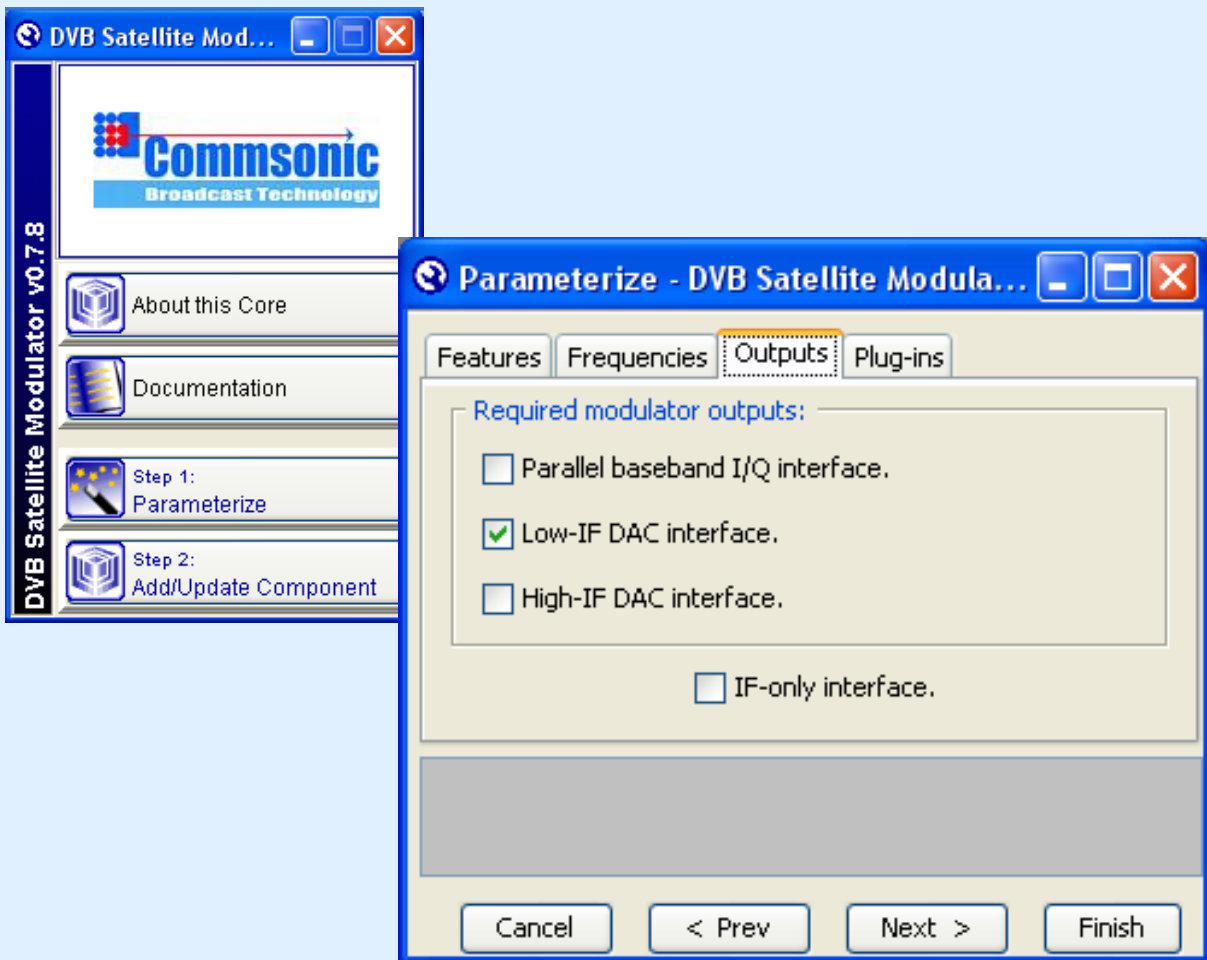 DVB Satellite Mod...
Commsonic
Broadcast Technology
DVB Satellite Modulator v0.7.8
About this Core
Documentation
Step 1:
Parameterize
Step 2:
Add/Update Component
Parameterize - DVB Satellite Modula...
Features Frequencies Outputs Plug-ins
Required modulator outputs:
Parallel baseband I/Q interface.
Low-IF DAC interface.
High-IF DAC interface.
IF-only interface.
Cancel < Prev Next > Finish